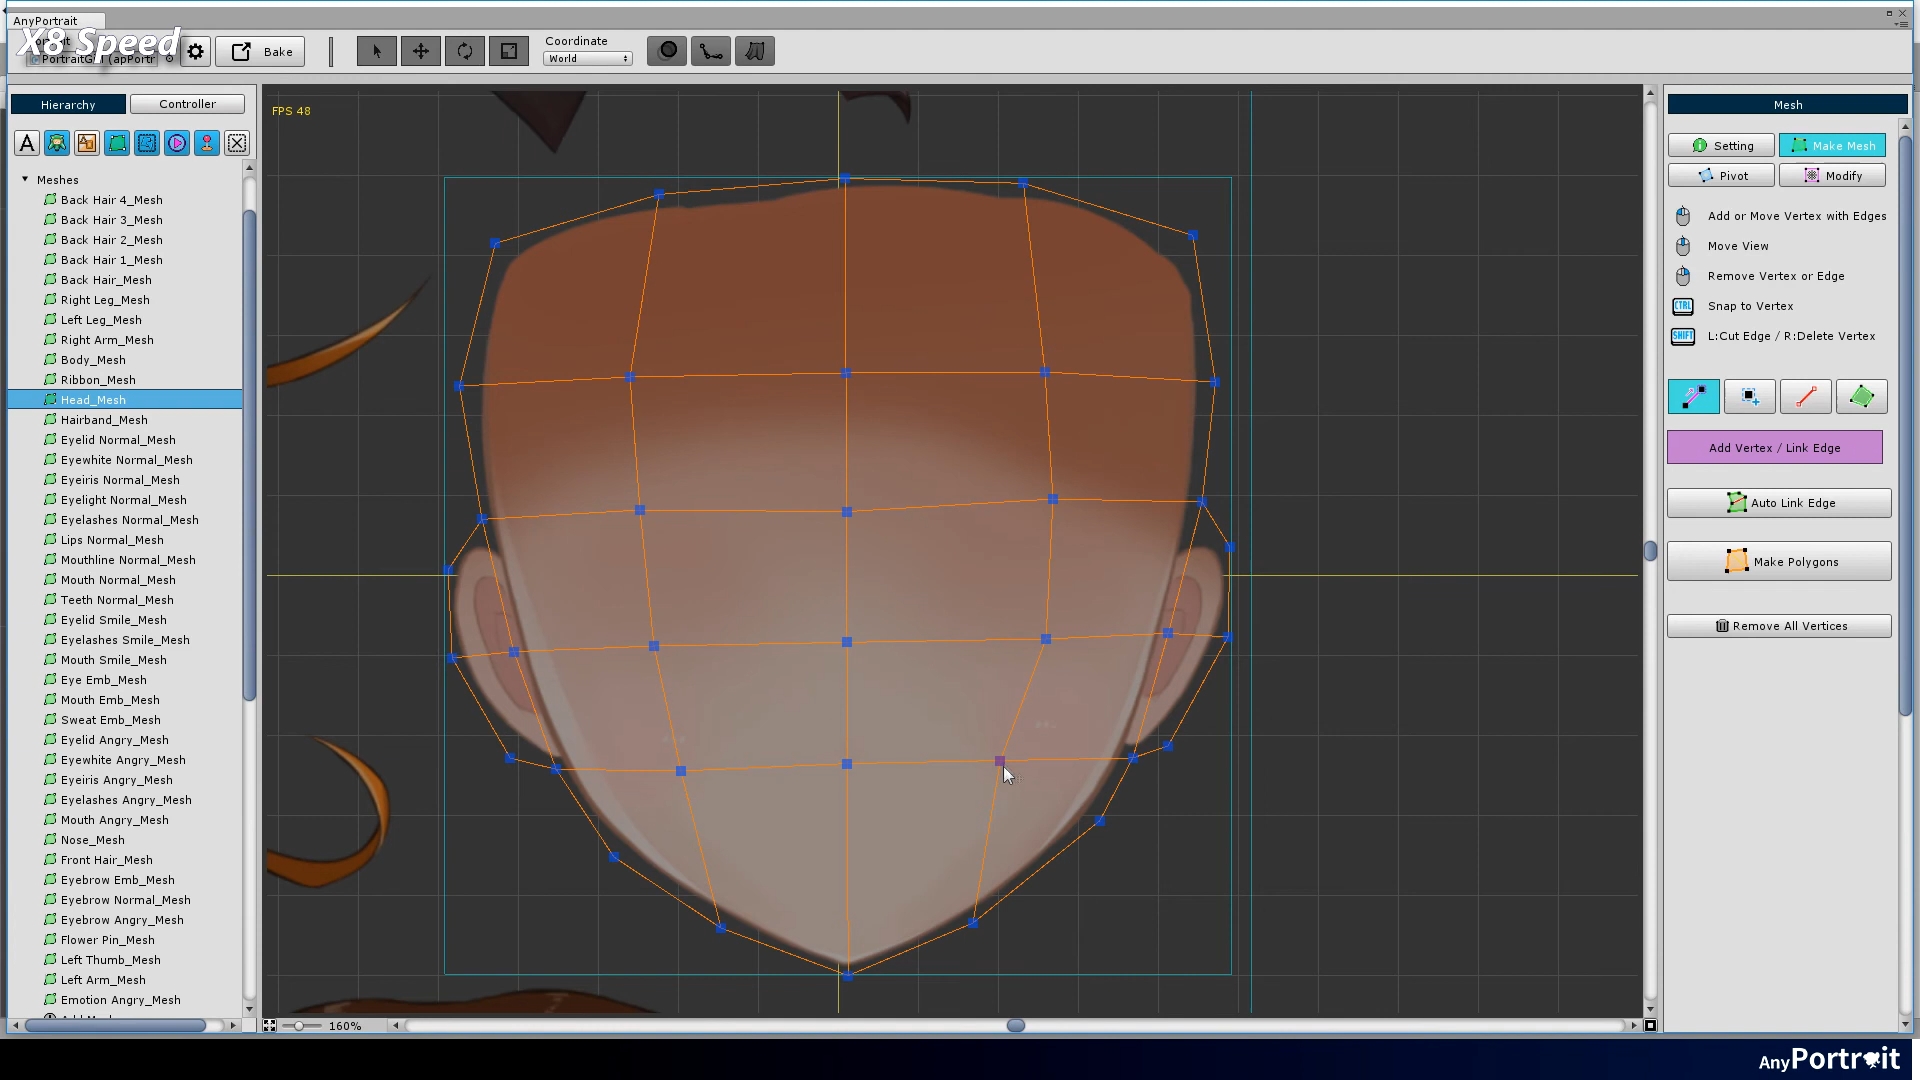 AnyPortrait
X8 Speed
PortraitG (apPortr
Bake
Coordinate
World
Hierarchy
Controller
FPS 48
Meshes
Back Hair 4_Mesh
Back Hair 3_Mesh
Back Hair 2_Mesh
Back Hair 1_Mesh
Back Hair_Mesh
Right Leg_Mesh
Left Leg_Mesh
Right Arm_Mesh
Body_Mesh
Ribbon_Mesh
Head_Mesh
Hairband_Mesh
Eyelid Normal_Mesh
Eyewhite Normal_Mesh
Eyeiris Normal_Mesh
Eyelight Normal_Mesh
Eyelashes Normal_Mesh
Lips Normal_Mesh
Mouthline Normal_Mesh
Mouth Normal_Mesh
Teeth Normal_Mesh
Eyelid Smile_Mesh
Eyelashes Smile_Mesh
Mouth Smile_Mesh
Eye Emb_Mesh
Mouth Emb_Mesh
Sweat Emb_Mesh
Eyelid Angry_Mesh
Eyewhite Angry_Mesh
Eyeiris Angry_Mesh
Eyelashes Angry_Mesh
Mouth Angry_Mesh
Nose_Mesh
Front Hair_Mesh
Eyebrow Emb_Mesh
Eyebrow Normal_Mesh
Eyebrow Angry_Mesh
Flower Pin_Mesh
Left Thumb_Mesh
Left Arm_Mesh
Emotion Angry_Mesh
160%
Mesh
Setting
Make Mesh
Pivot
Modify
Add or Move Vertex with Edges
Move View
Remove Vertex or Edge
CTRL Snap to Vertex
SHIFT L:Cut Edge / R:Delete Vertex
Add Vertex / Link Edge
Auto Link Edge
Make Polygons
Remove All Vertices
AnyPortrait